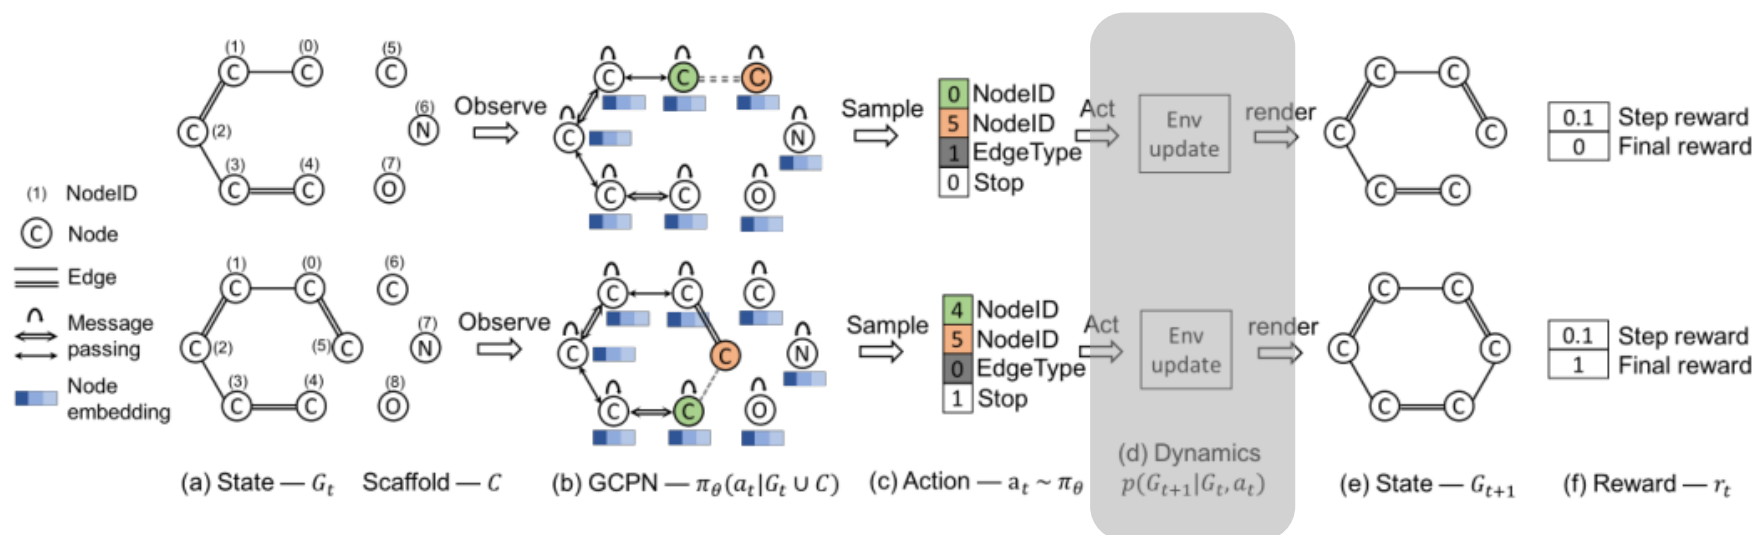 (1) NodeID
C Node
Edge
Message
passing
Node
embedding
(1) (0) (5)
C C C
(6)
C (2) N
(3) (4) (7)
C C O
Observe
C C C
C N
C C O
Sample
0 NodeID
5 NodeID
1 EdgeType
0 Stop
Act
Env
update
render
C C
C C
C C
0.1 Step reward
0 Final reward
(1) (0) (6)
C C C
(7)
C (2) (5) C N
(3) (4) (8)
C C O
Observe
C C C
C C N
C C O
Sample
4 NodeID
5 NodeID
0 EdgeType
1 Stop
Act
Env
update
render
C C
C C
C C
0.1 Step reward
1 Final reward
(a) State — G_t Scaffold — C
(b) GCPN — π_θ(a_t|G_t ∪ C)
(c) Action — a_t ~ π_θ
(d) Dynamics
p(G_{t+1}|G_t, a_t)
(e) State — G_{t+1}
(f) Reward — r_t